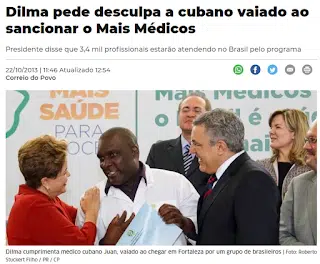 Dilma pede desculpa a cubano vaiado ao
sancionar o Mais Médicos
Presidente disse que 3,4 mil profissionais estarão atendendo no Brasil pelo programa
22/10/2013 | 11:46 Atualizado 12:54
Correio do Povo
MAIS
SAÚDE
PARA
VOCÊ
Mais Médicos
o Brasil é
Dilma cumprimenta médico cubano Juan, vaiado ao chegar em Fortaleza por um grupo de brasileiros | Foto: Roberto
Stuckert Filho / PR / CP